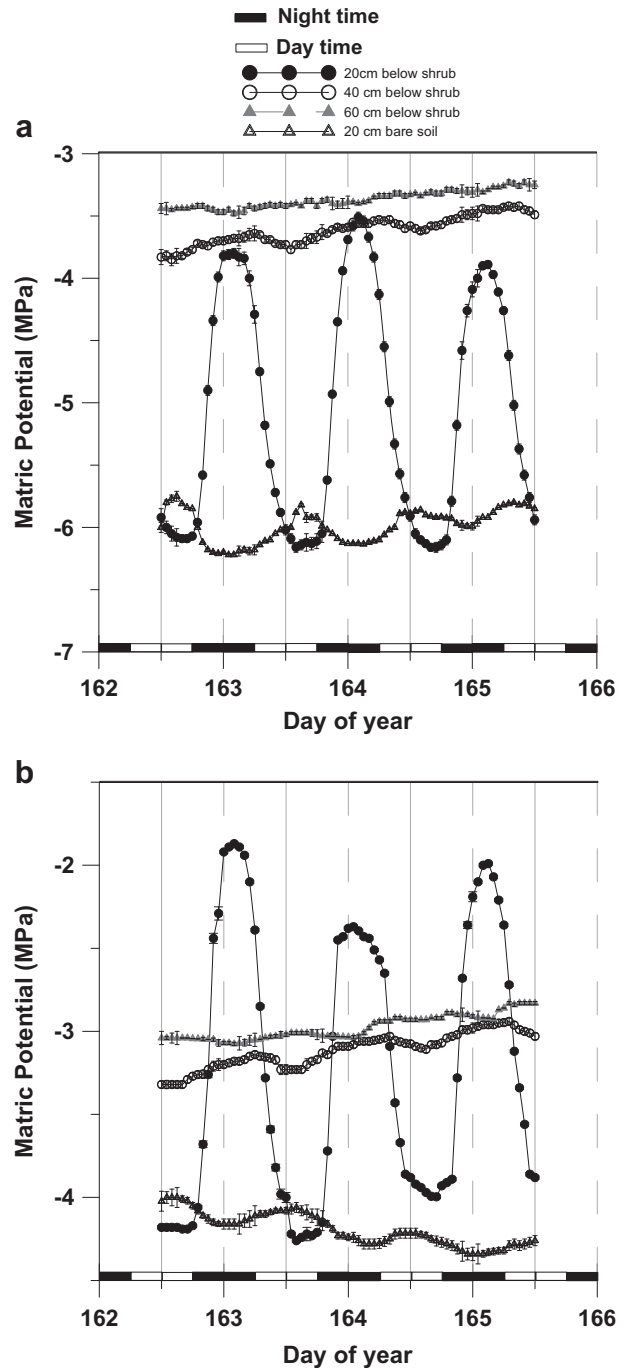 Night time
Day time
20cm below shrub
40 cm below shrub
60 cm below shrub
20 cm bare soil
a
-3
-4
-5
-6
-7
Matric Potential (MPa)
162 163 164 165 166
Day of year
b
-2
-3
-4
Matric Potential (MPa)
162 163 164 165 166
Day of year